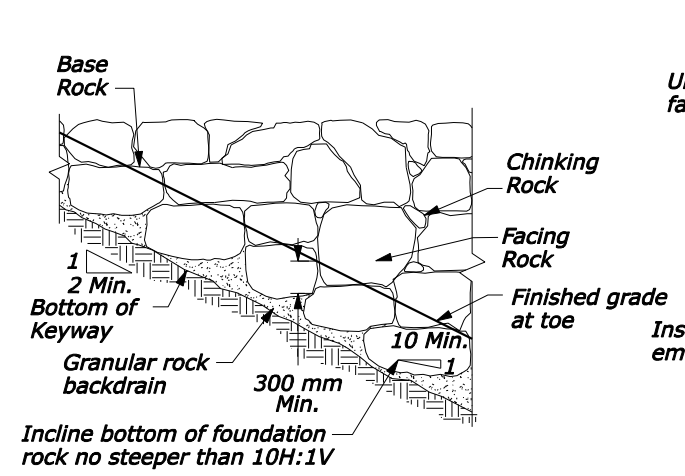 Base
Rock
Chinking
Rock
Facing
Rock
1
2 Min.
Bottom of
Keyway
Finished grade
at toe
10 Min.
1
Granular rock
backdrain
300 mm
Min.
Incline bottom of foundation
rock no steeper than 10H:1V